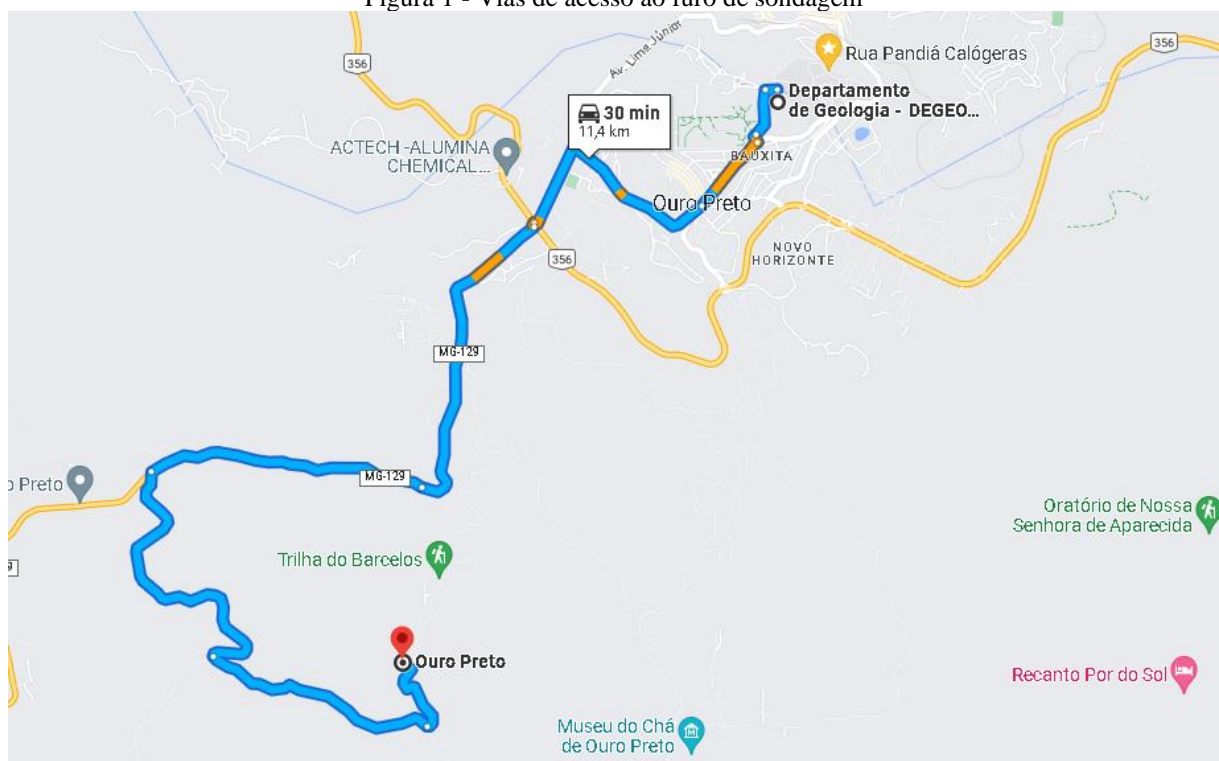 Figura 1 - Vias de acesso ao furo de sondagem
356
Av. Lime Júnior
Rua Pandiá Calógeras
356
30 min
11,4 km
Departamento
de Geologia - DEGEO...
ACTECH -ALUMINA
CHEMICAL...
BAUXITA
Ouro Preto
NOVO
HORIZONTE
356
MG-129
MG-129
o Preto
Oratório de Nossa
Senhora de Aparecida
Trilha do Barcelos
Ouro Preto
Recanto Por do Sol
Museu do Chá
de Ouro Preto